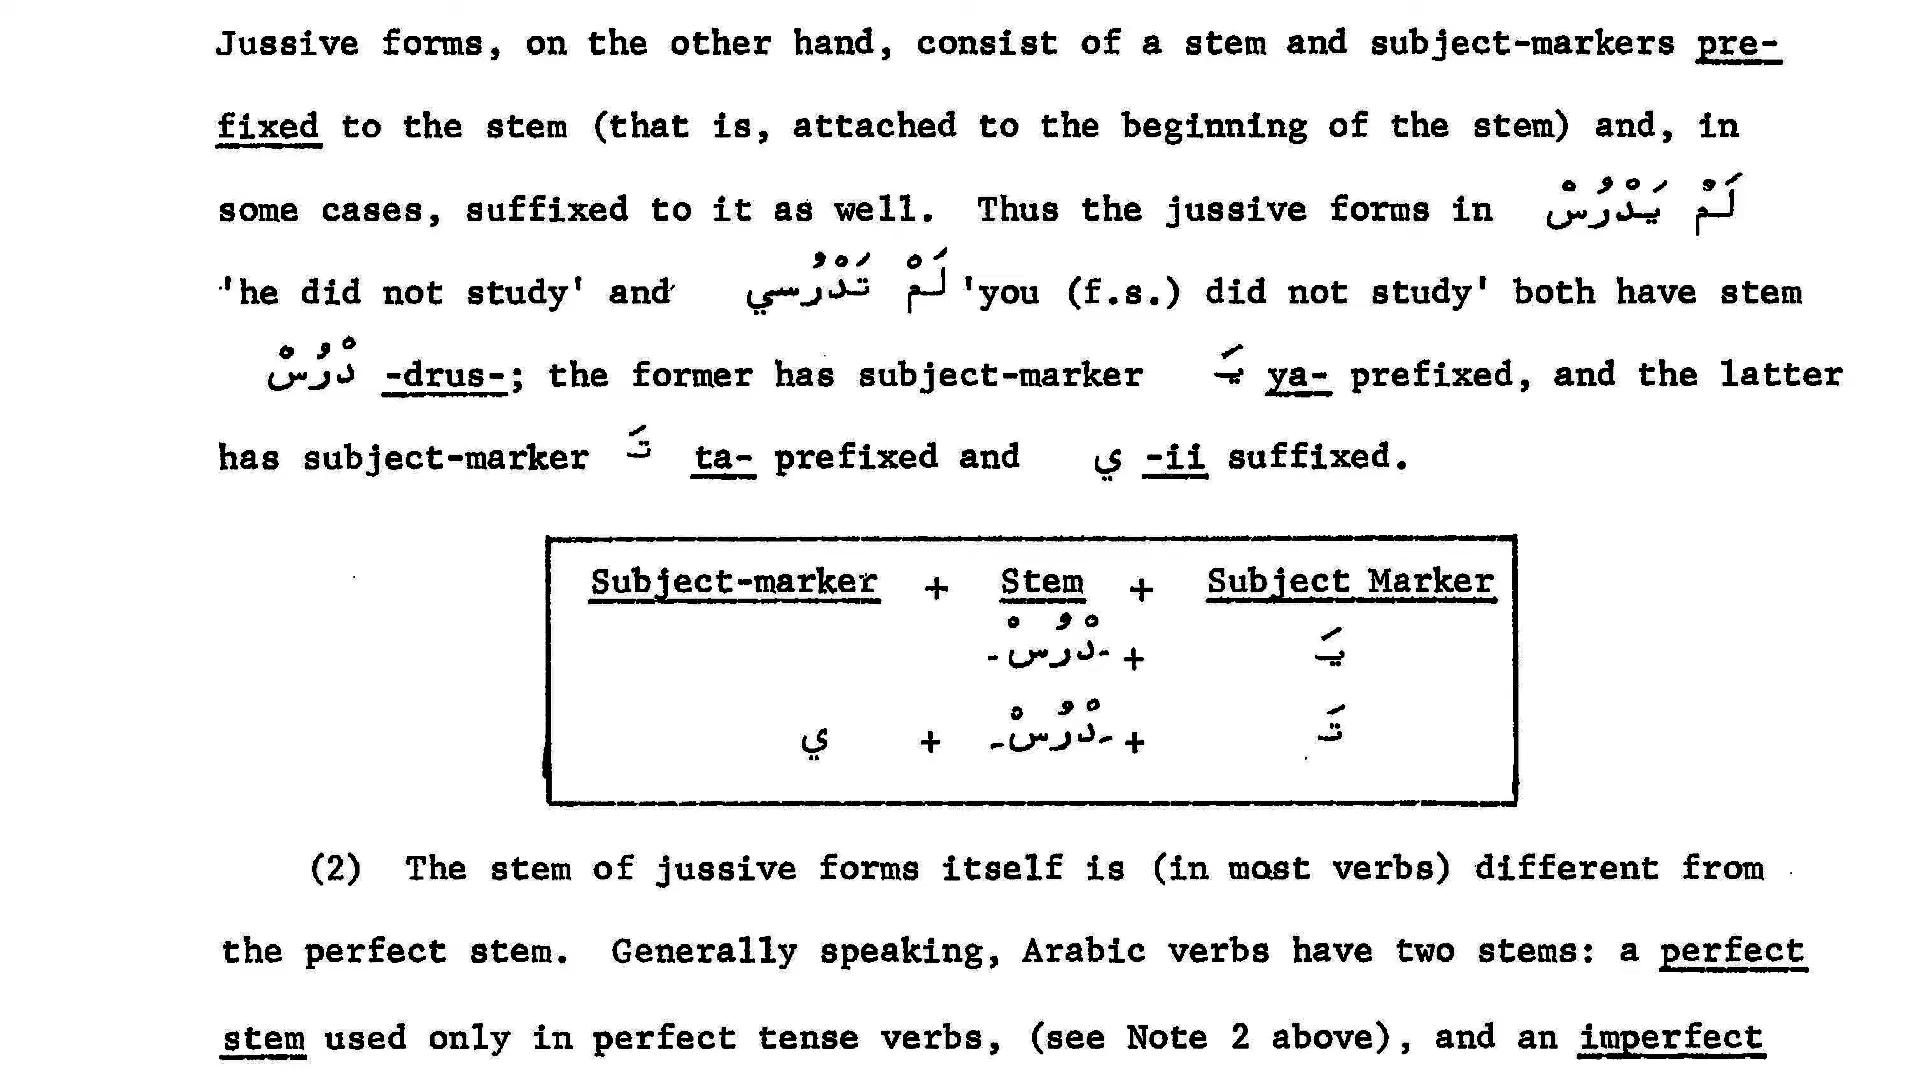 Jussive forms, on the other hand, consist of a stem and subject-markers pre-
fixed to the stem (that is, attached to the beginning of the stem) and, in
some cases, suffixed to it as well. Thus the jussive forms in لَمْ يَدْرُسْ
'he did not study' and لَمْ تَدْرُسي 'you (f.s.) did not study' both have stem
دْرُسْ -drus-; the former has subject-marker يَـ ya- prefixed, and the latter
has subject-marker تَـ ta- prefixed and ي -ii suffixed.
Subject-marker + Stem + Subject Marker
-دْرُسْ- + يَـ
ي + -دْرُسْ- + تَـ
(2) The stem of jussive forms itself is (in most verbs) different from
the perfect stem. Generally speaking, Arabic verbs have two stems: a perfect
stem used only in perfect tense verbs, (see Note 2 above), and an imperfect